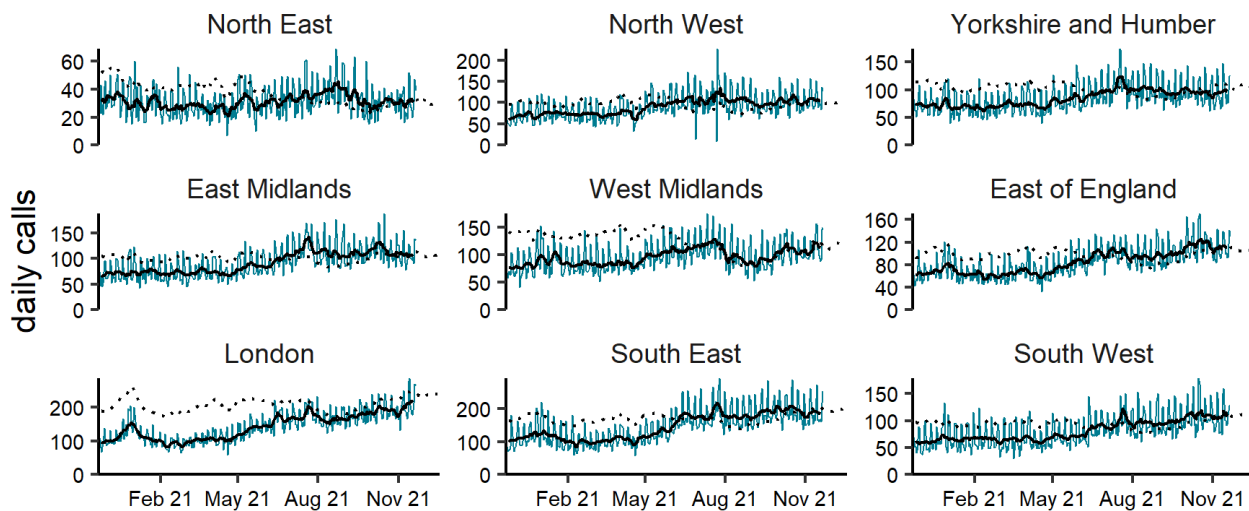 North East North West Yorkshire and Humber
60 200 150
40 150 100
20 100 50
0 50 0
0
East Midlands West Midlands East of England
daily calls
150 150 160
100 100 120
50 50 80
0 0 40
0
London South East South West
200 200 150
100 100 100
0 0 50
0
Feb 21 May 21 Aug 21 Nov 21 Feb 21 May 21 Aug 21 Nov 21 Feb 21 May 21 Aug 21 Nov 21